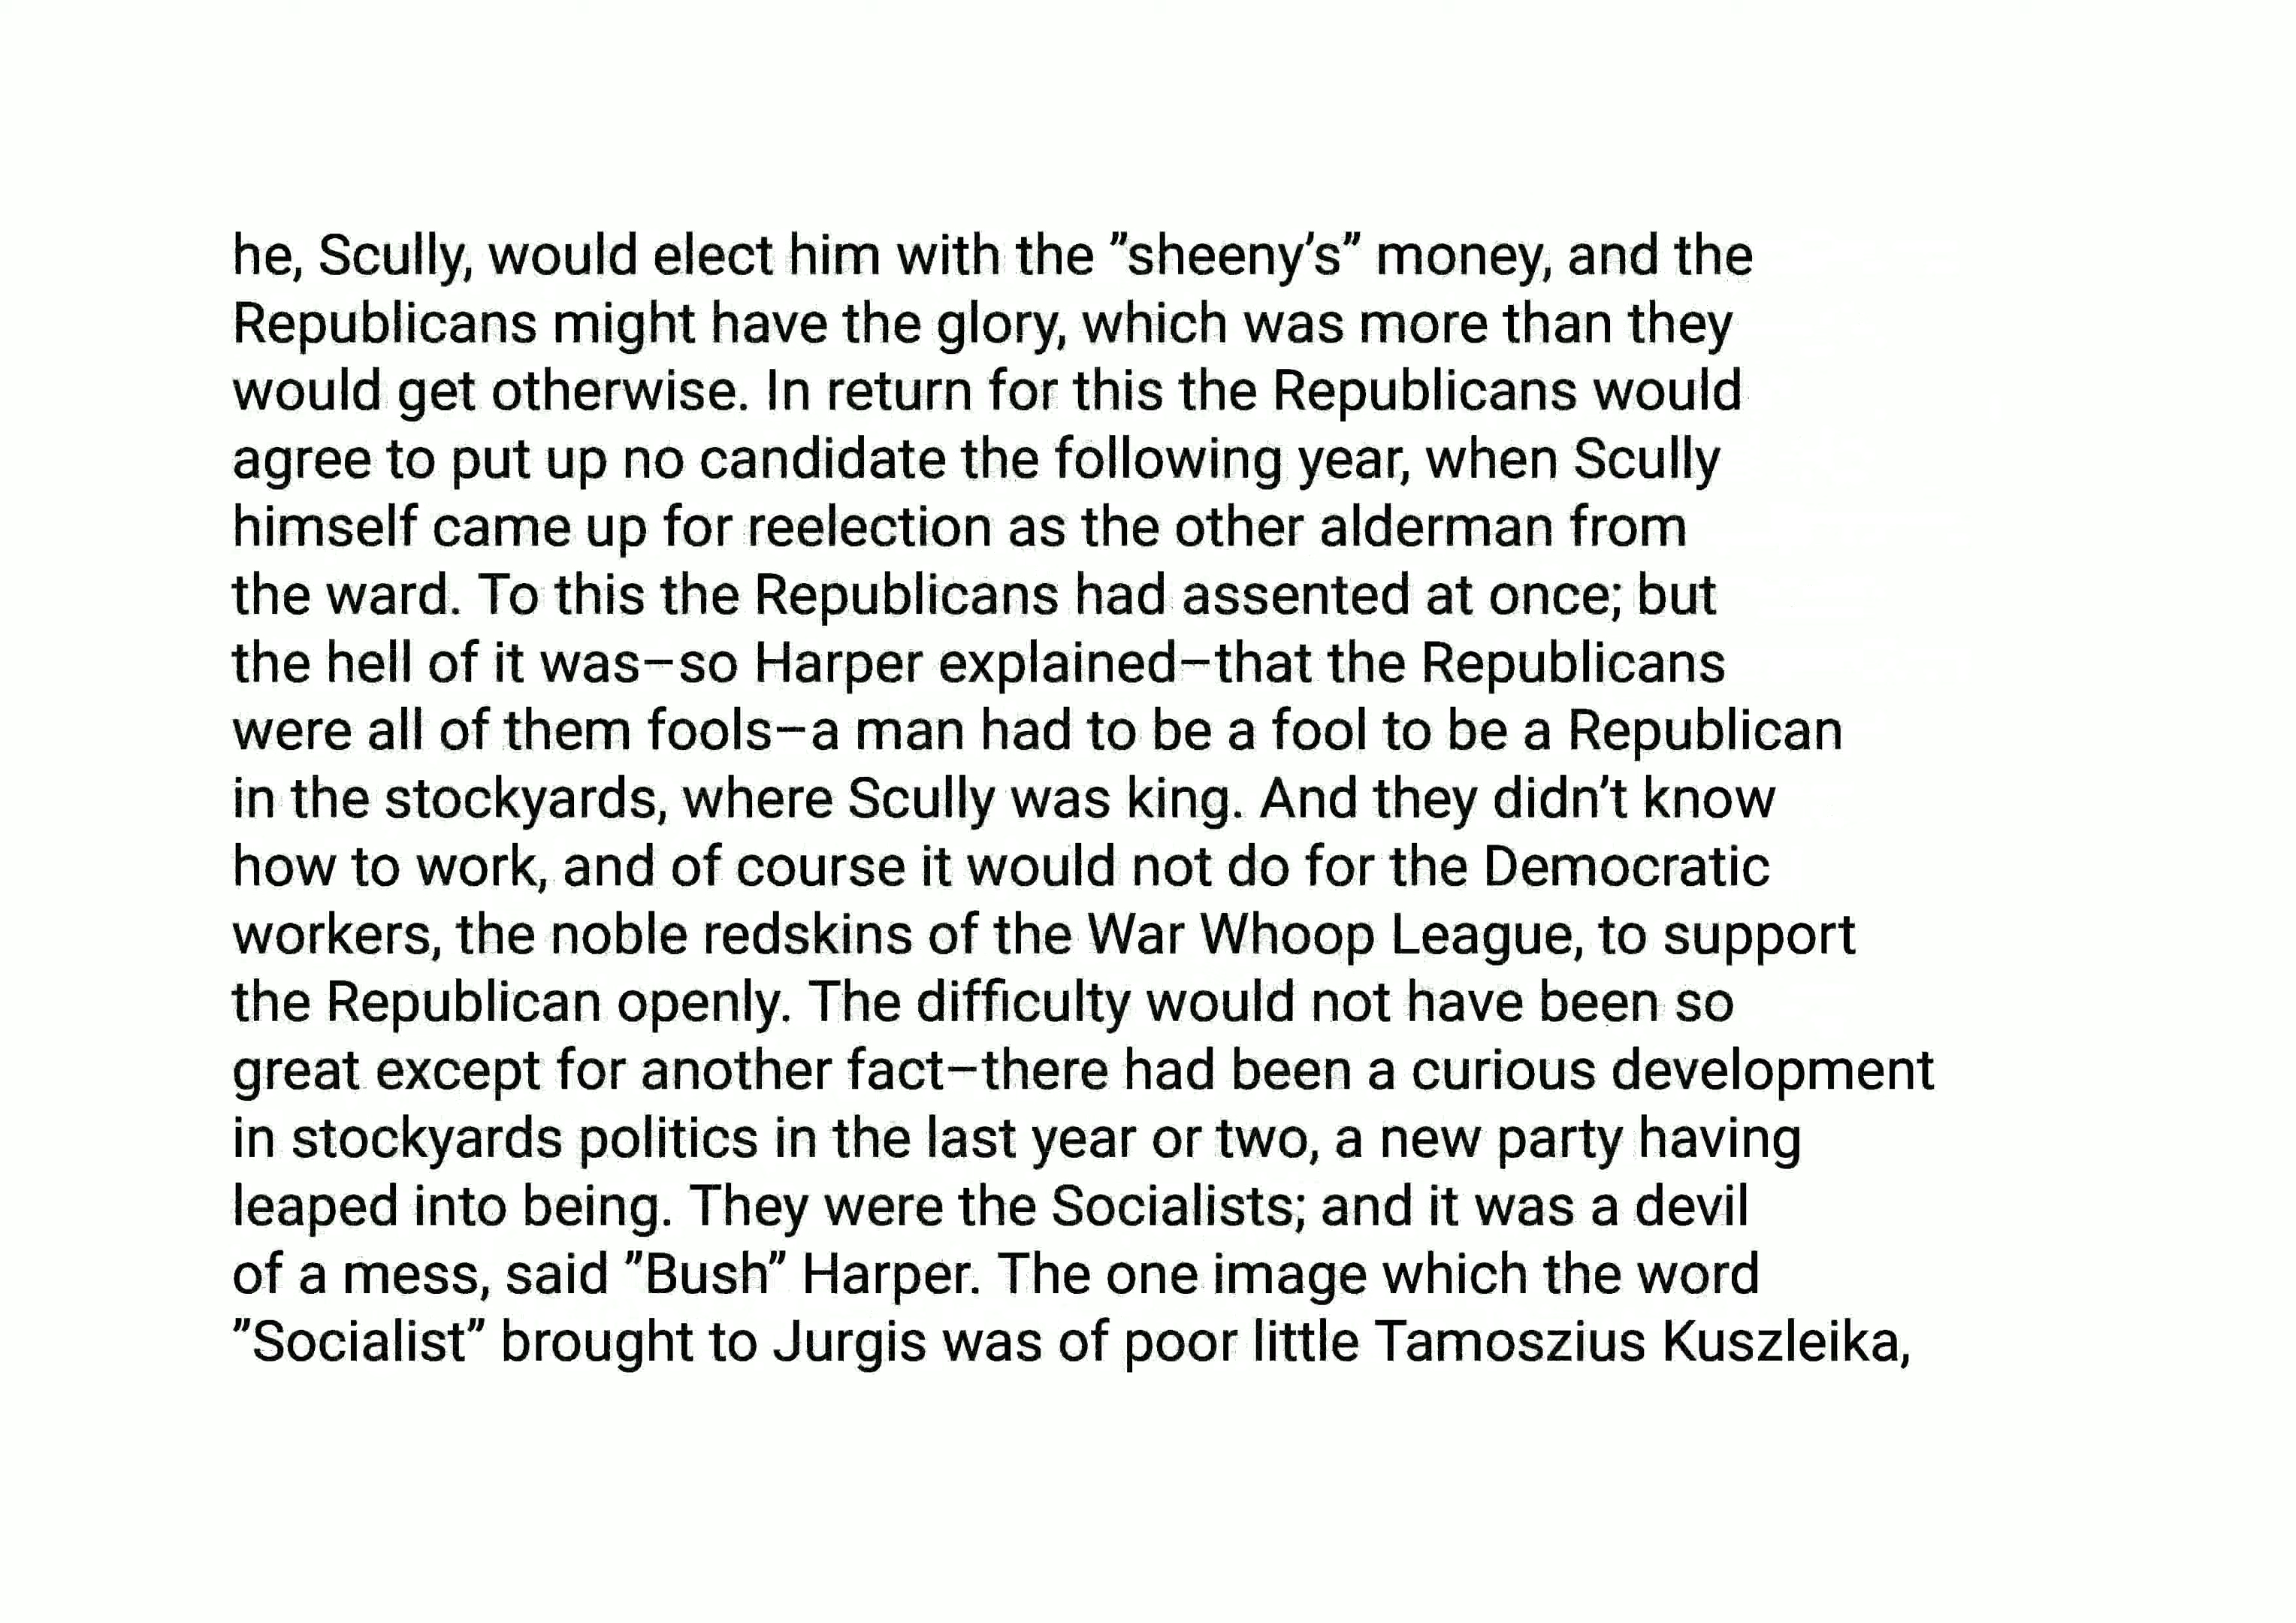 he, Scully, would elect him with the ”sheeny’s” money, and the
Republicans might have the glory, which was more than they
would get otherwise. In return for this the Republicans would
agree to put up no candidate the following year, when Scully
himself came up for reelection as the other alderman from
the ward. To this the Republicans had assented at once; but
the hell of it was–so Harper explained–that the Republicans
were all of them fools–a man had to be a fool to be a Republican
in the stockyards, where Scully was king. And they didn’t know
how to work, and of course it would not do for the Democratic
workers, the noble redskins of the War Whoop League, to support
the Republican openly. The difficulty would not have been so
great except for another fact–there had been a curious development
in stockyards politics in the last year or two, a new party having
leaped into being. They were the Socialists; and it was a devil
of a mess, said ”Bush” Harper. The one image which the word
”Socialist” brought to Jurgis was of poor little Tamoszius Kuszleika,